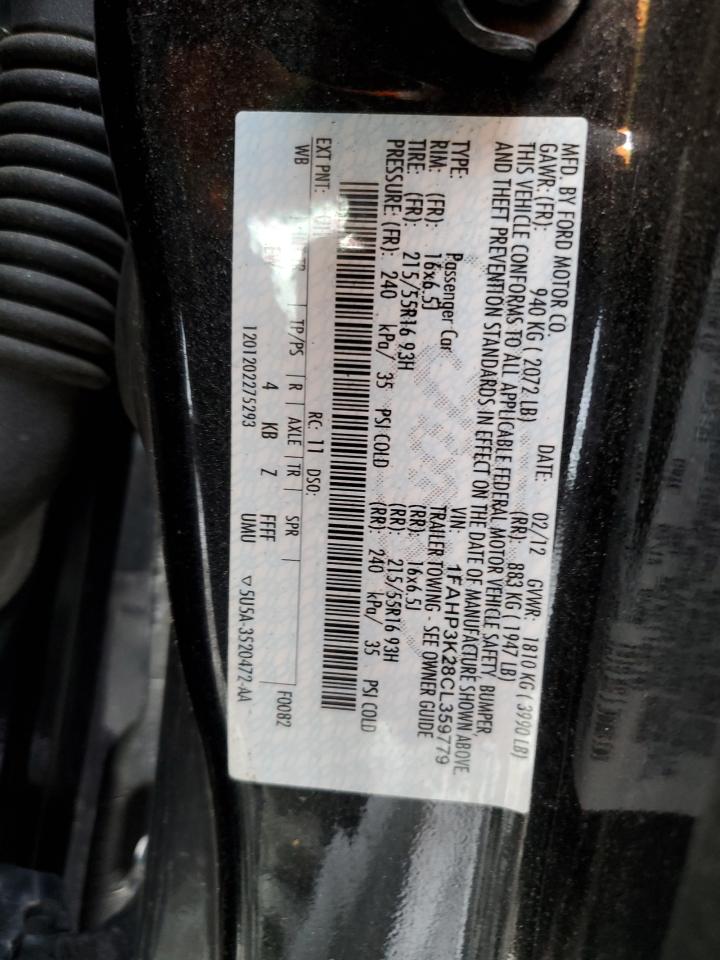 MFD. BY FORD MOTOR CO.
DATE: 02/12 GVWR: 1810 KG ( 3990 LB)
GAWR: (FR): 940 KG ( 2072 LB) (RR): 883 KG ( 1947 LB)
THIS VEHICLE CONFORMS TO ALL APPLICABLE FEDERAL MOTOR VEHICLE SAFETY, BUMPER
AND THEFT PREVENTION STANDARDS IN EFFECT ON THE DATE OF MANUFACTURE SHOWN ABOVE.
VIN: 1FAHP3K28CL359779
TYPE: Passenger Car TRAILER TOWING - SEE OWNER GUIDE
RIM: (FR): 16x6.5J (RR): 16x6.5J
TIRE: (FR): 215/55R16 93H (RR): 215/55R16 93H
PRESSURE: (FR): 240 kPa/ 35 PSI COLD (RR): 240 kPa/ 35 PSI COLD
EXT PNT: RC: 11 DSO: F0082
WB TP/PS R AXLE TR SPR
4 KB Z FFFF
1201202275293 UMU ▽5U5A-3520472-AA